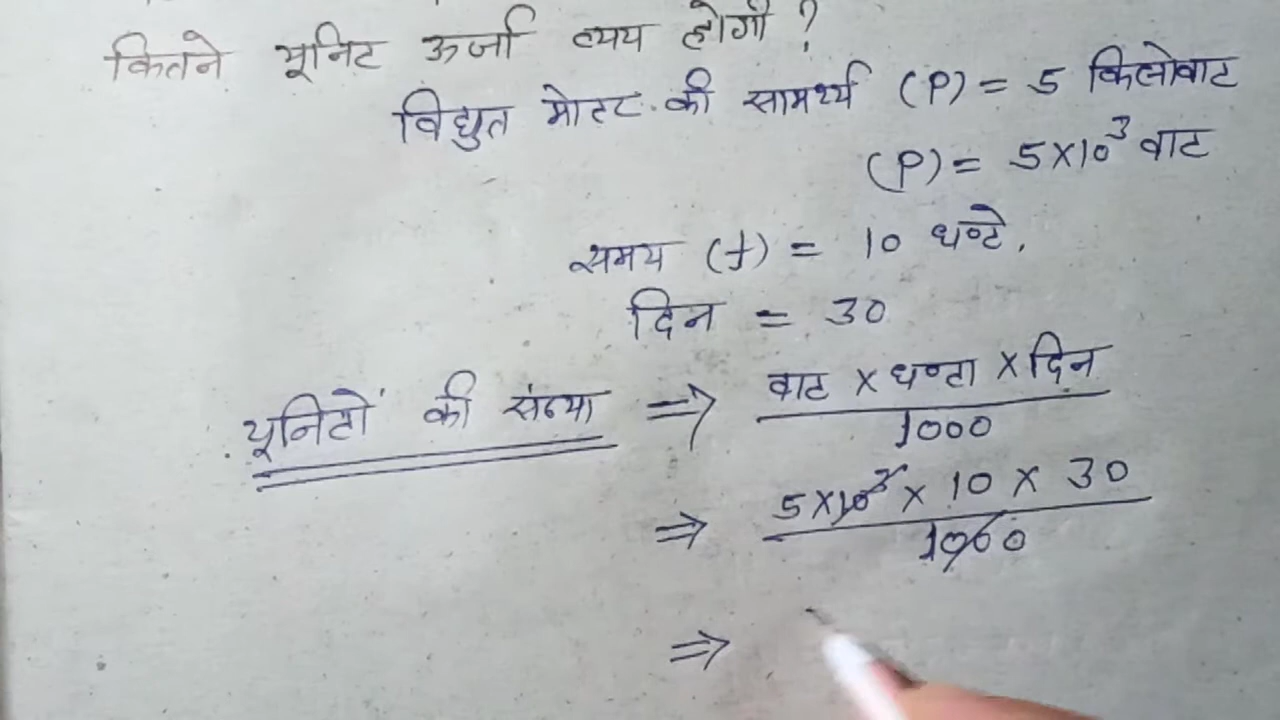 कितने यूनिट ऊर्जा व्यय होगी ?
विद्युत मोटर की सामर्थ्य (P) = 5 किलोवाट
(P) = 5×10³ वाट
समय (t) = 10 घण्टे.
दिन = 30
यूनिटों की संख्या ⇒ वाट × घण्टा × दिन
1000
⇒ 5×10³ × 10 × 30
1000
⇒